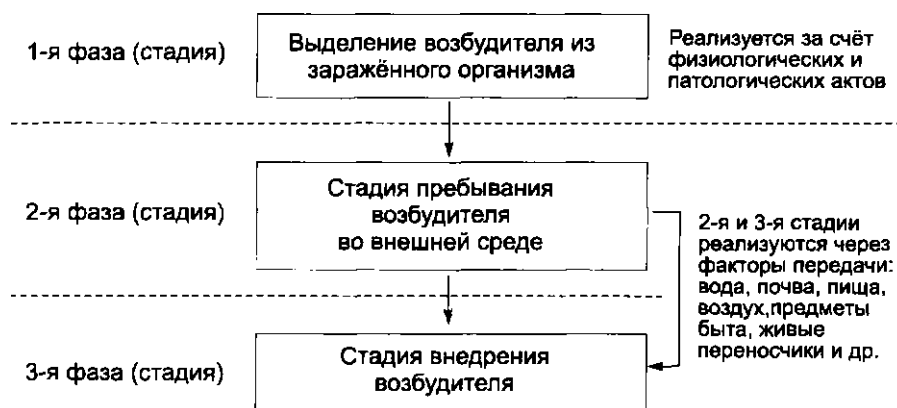 1-я фаза (стадия)
Выделение возбудителя из
заражённого организма
Реализуется за счёт
физиологических и
патологических актов
2-я фаза (стадия)
Стадия пребывания
возбудителя
во внешней среде
2-я и 3-я стадии
реализуются через
факторы передачи:
вода, почва, пища,
воздух,предметы
быта, живые
переносчики и др.
3-я фаза (стадия)
Стадия внедрения
возбудителя